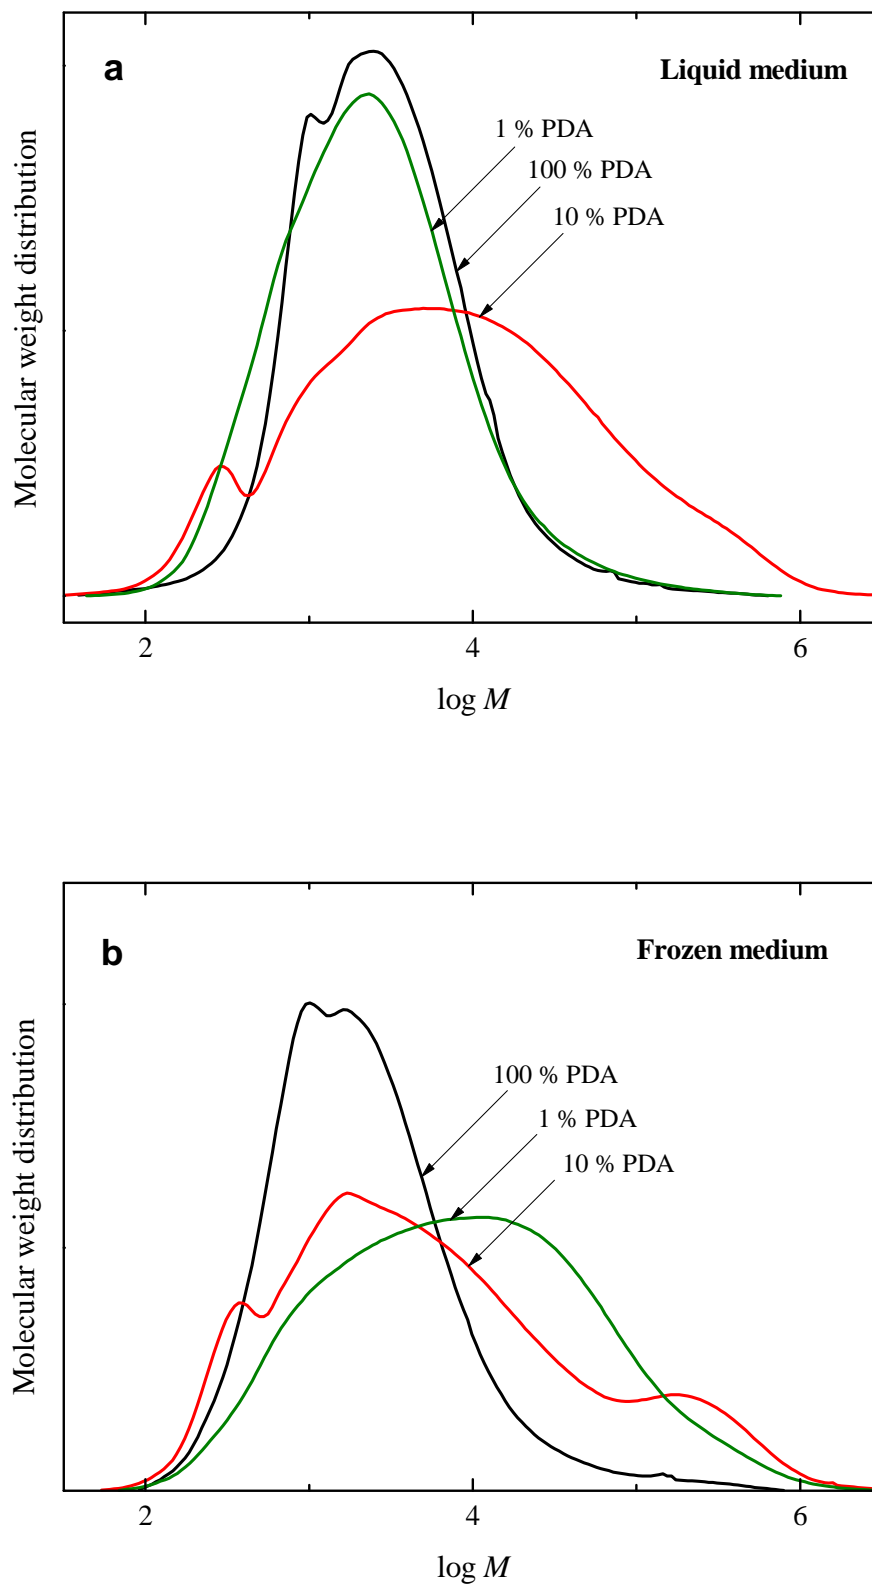 a
Liquid medium
1 % PDA
100 % PDA
10 % PDA
Molecular weight distribution
2
4
6
log M
b
Frozen medium
100 % PDA
1 % PDA
10 % PDA
Molecular weight distribution
2
4
6
log M